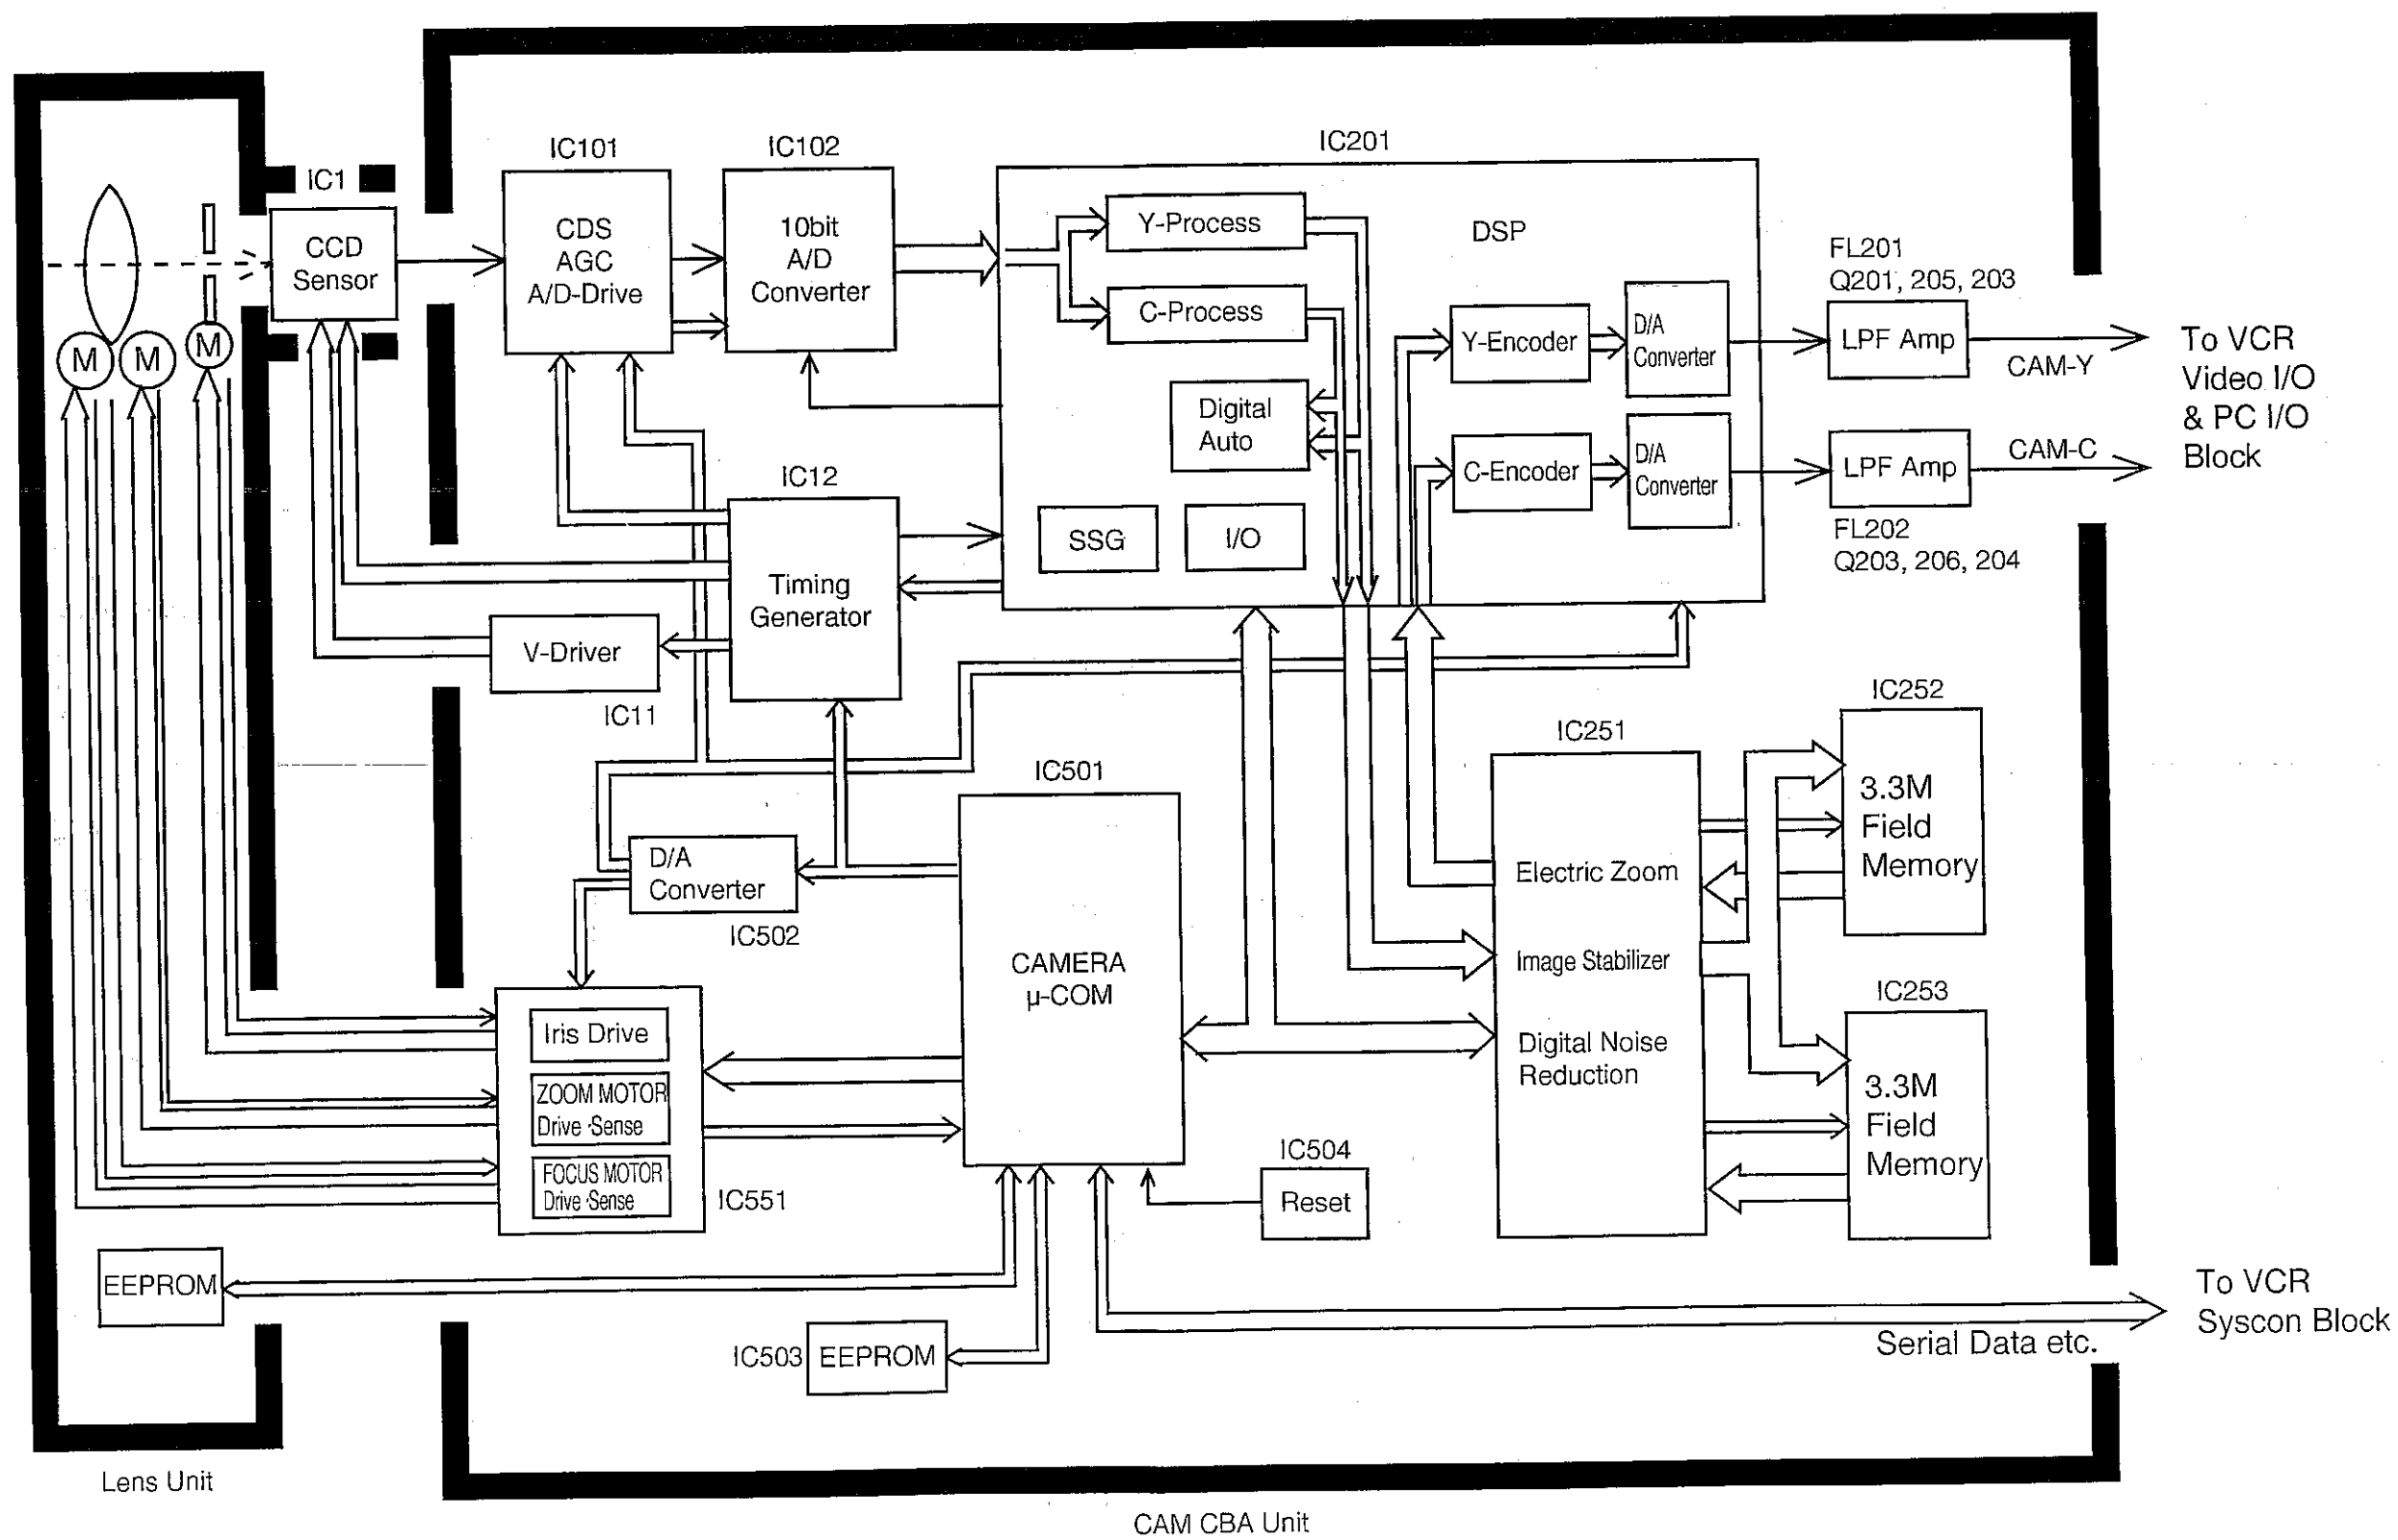 IC101
IC102
IC201
IC1
CCD
Sensor
CDS
AGC
A/D-Drive
10bit
A/D
Converter
Y-Process
C-Process
DSP
Digital
Auto
SSG
I/O
Y-Encoder
D/A
Converter
C-Encoder
D/A
Converter
FL201
Q201, 205, 203
LPF Amp
CAM-Y
LPF Amp
CAM-C
FL202
Q203, 206, 204
To VCR
Video I/O
& PC I/O
Block
M
M
M
IC12
Timing
Generator
V-Driver
IC11
IC501
CAMERA
µ-COM
D/A
Converter
IC502
IC251
Electric Zoom
Image Stabilizer
Digital Noise
Reduction
IC252
3.3M
Field
Memory
IC253
3.3M
Field
Memory
Iris Drive
ZOOM MOTOR
Drive·Sense
FOCUS MOTOR
Drive·Sense
IC551
IC504
Reset
EEPROM
IC503
EEPROM
To VCR
Syscon Block
Serial Data etc.
Lens Unit
CAM CBA Unit